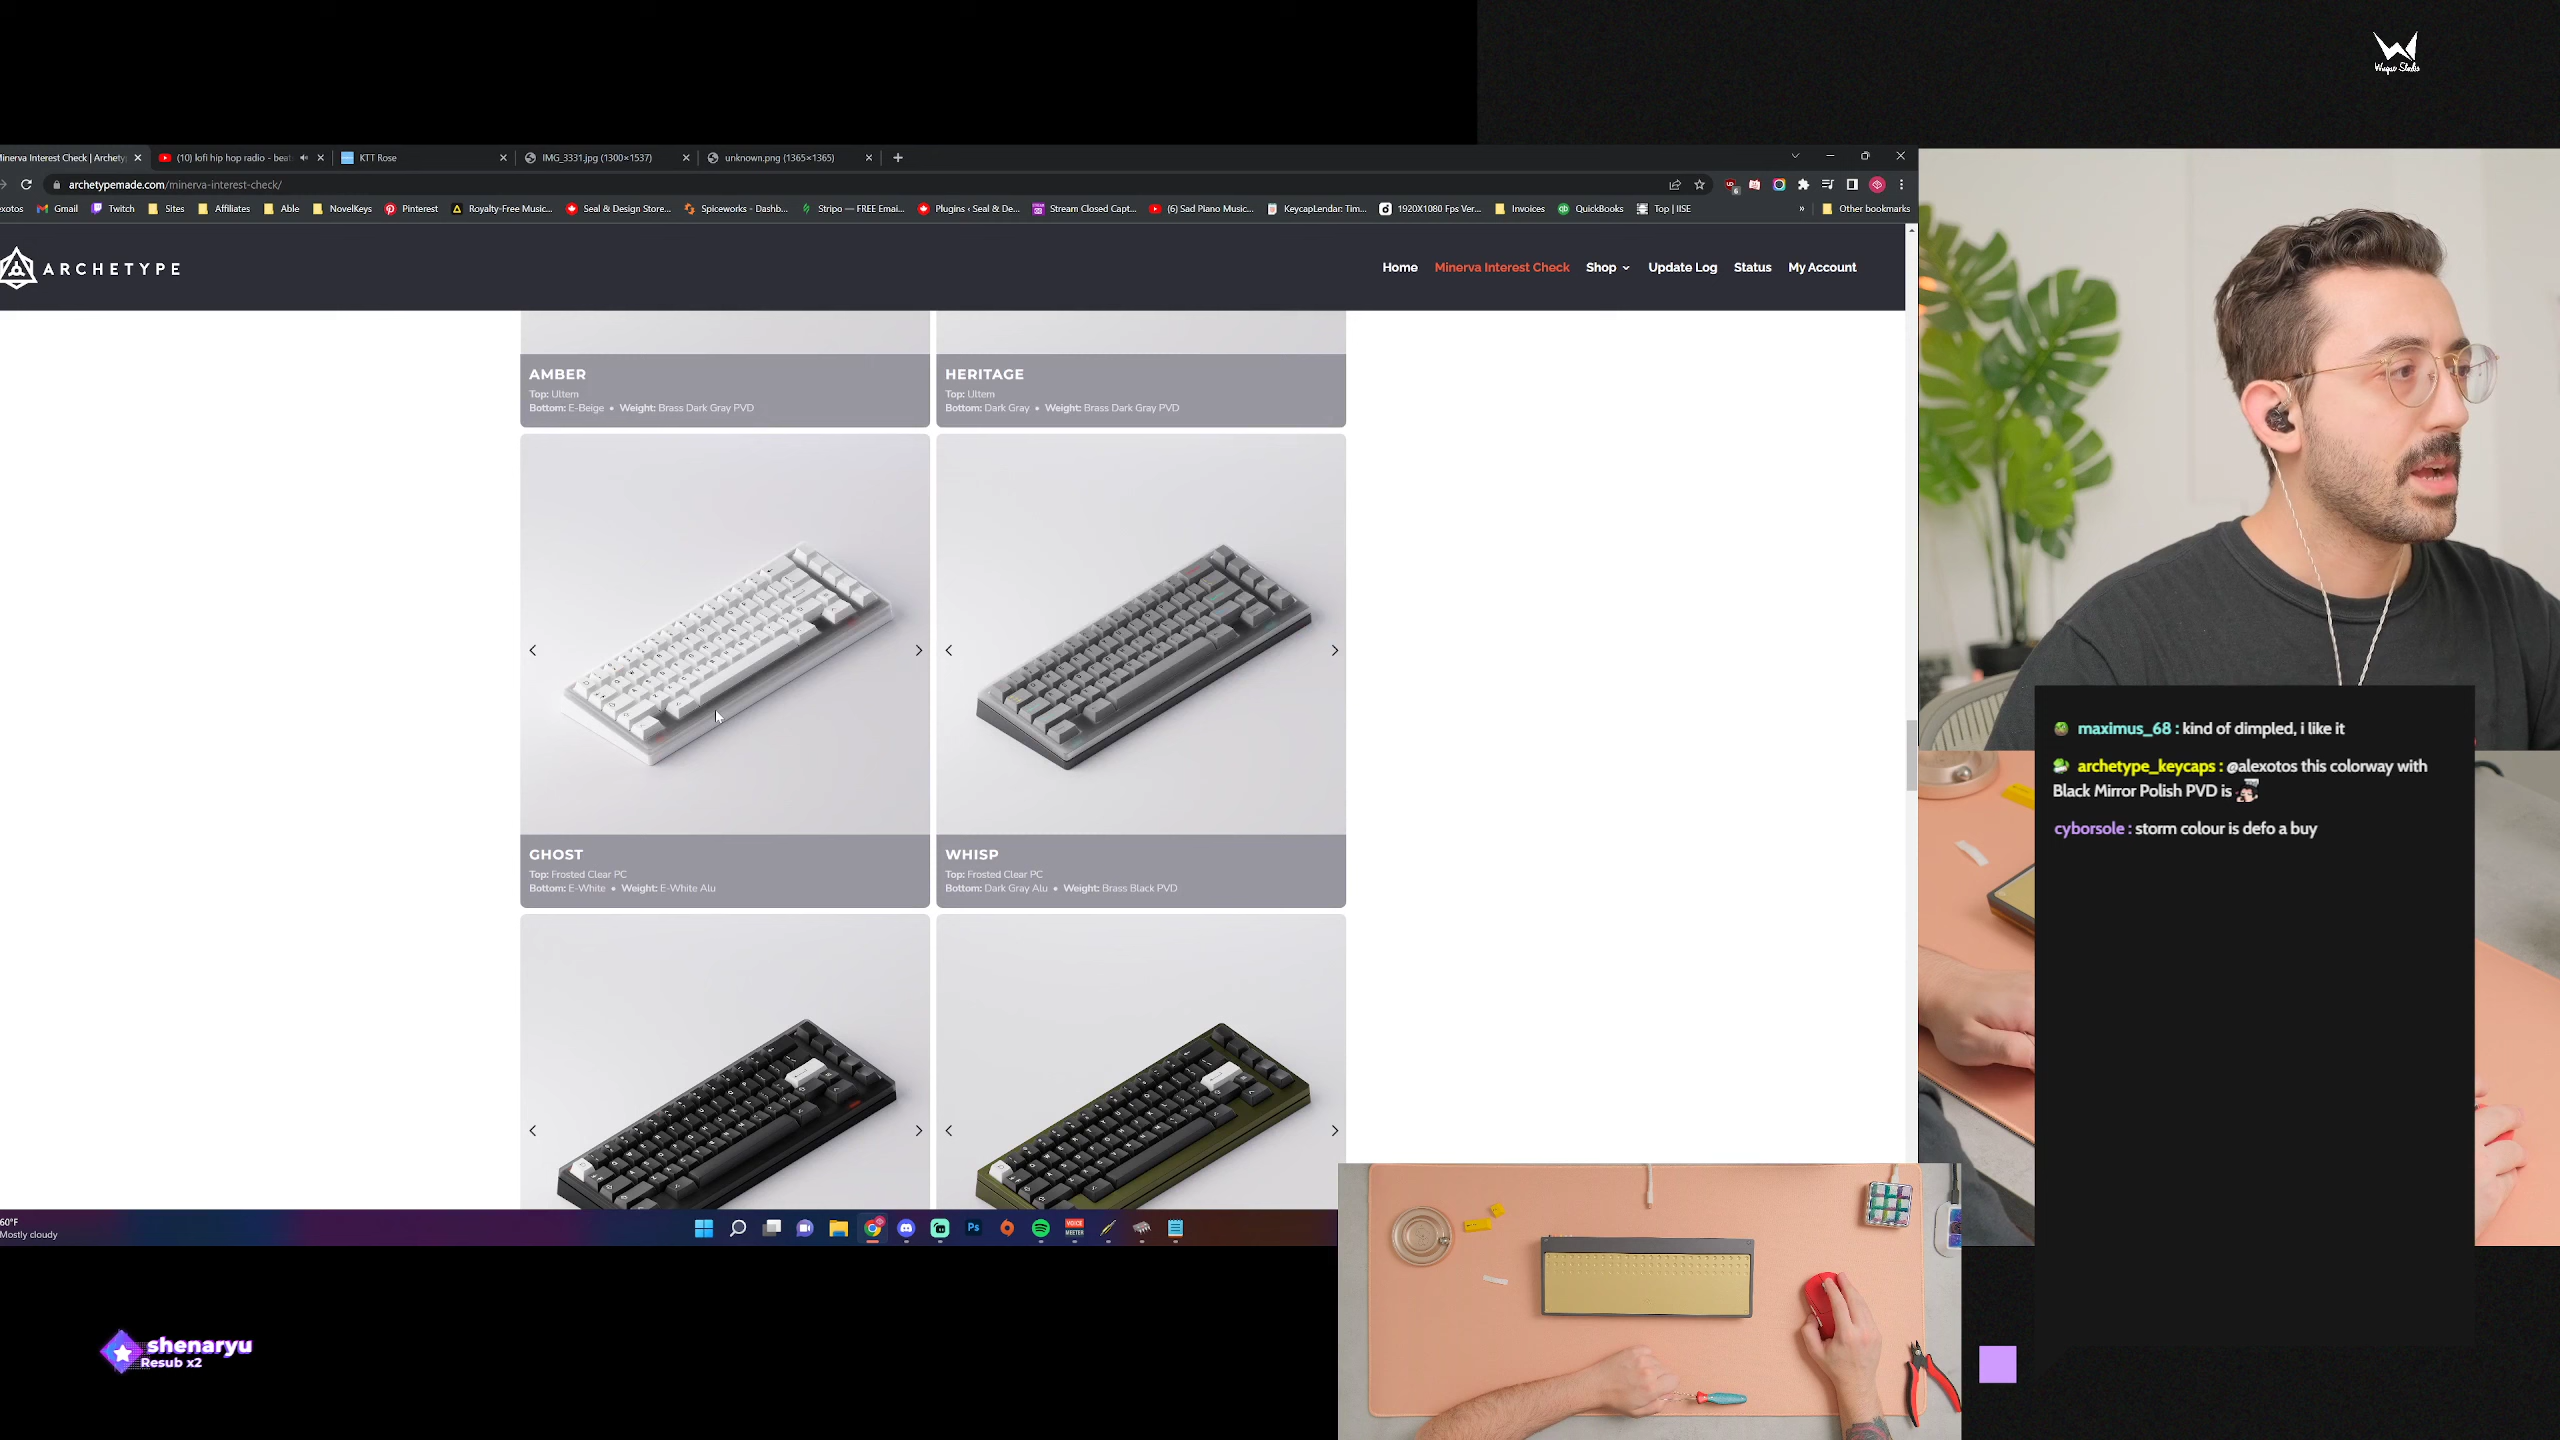 Wuque Studio
Minerva Interest Check | Archety
(10) lofi hip hop radio - bea
KTT Rose
IMG_3331.jpg (1300×1537)
unknown.png (1365×1365)
archetypemade.com/minerva-interest-check/
exotos
Gmail
Twitch
Sites
Affiliates
Able
NovelKeys
Pinterest
Royalty-Free Music...
Seal & Design Store...
Spiceworks - Dashb...
Stripo — FREE Emai...
Plugins ‹ Seal & De...
Stream Closed Capt...
(6) Sad Piano Music...
KeycapLendar: Tim...
1920X1080 Fps Ver...
Invoices
QuickBooks
Top | IISE
»
Other bookmarks
ARCHETYPE
Home
Minerva Interest Check
Shop
Update Log
Status
My Account
AMBER
Top: Ultem
Bottom: E-Beige • Weight: Brass Dark Gray PVD
HERITAGE
Top: Ultem
Bottom: Dark Gray • Weight: Brass Dark Gray PVD
GHOST
Top: Frosted Clear PC
Bottom: E-White • Weight: E-White Alu
WHISP
Top: Frosted Clear PC
Bottom: Dark Gray Alu • Weight: Brass Black PVD
maximus_68 : kind of dimpled, i like it
archetype_keycaps : @alexotos this colorway with
Black Mirror Polish PVD is
cyborsole : storm colour is defo a buy
60°F
Mostly cloudy
Ps
VOICE
MEETER
shenaryu
Resub x2